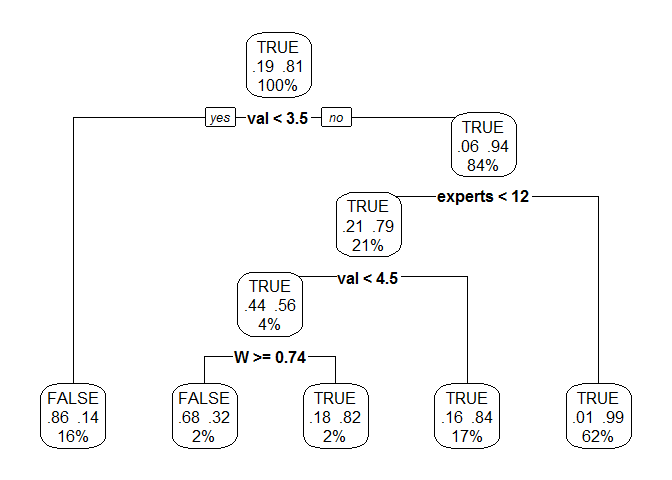 TRUE
.19 .81
100%
yes val < 3.5 no
TRUE
.06 .94
84%
experts < 12
TRUE
.21 .79
21%
val < 4.5
TRUE
.44 .56
4%
W >= 0.74
FALSE
.86 .14
16%
FALSE
.68 .32
2%
TRUE
.18 .82
2%
TRUE
.16 .84
17%
TRUE
.01 .99
62%